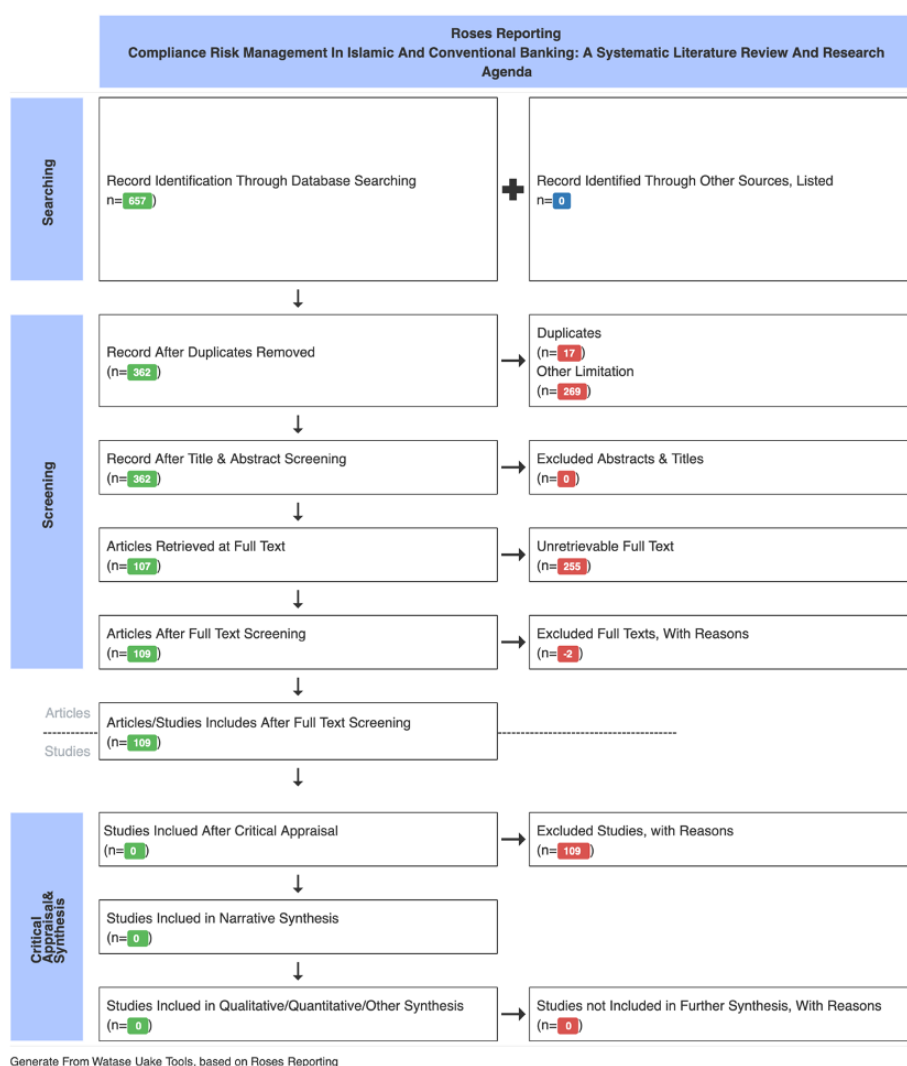 Roses Reporting
Compliance Risk Management In Islamic And Conventional Banking: A Systematic Literature Review And Research
Agenda
Searching
Record Identification Through Database Searching
n= 657 )
Record Identified Through Other Sources, Listed
n= 0
Screening
Record After Duplicates Removed
(n= 362 )
Duplicates
(n= 17 )
Other Limitation
(n= 269 )
Record After Title & Abstract Screening
(n= 362 )
Excluded Abstracts & Titles
(n= 0 )
Articles Retrieved at Full Text
(n= 107 )
Unretrievable Full Text
(n= 255 )
Articles After Full Text Screening
(n= 109 )
Excluded Full Texts, With Reasons
(n= -2 )
Articles
Studies
Articles/Studies Includes After Full Text Screening
(n= 109 )
Critical
Appraisal&
Synthesis
Studies Inclued After Critical Appraisal
(n= 0 )
Excluded Studies, with Reasons
(n= 109 )
Studies Inclued in Narrative Synthesis
(n= 0 )
Studies Inclued in Qualitative/Quantitative/Other Synthesis
(n= 0 )
Studies not Included in Further Synthesis, With Reasons
(n= 0 )
Generate From Watase Uake Tools, based on Roses Reporting